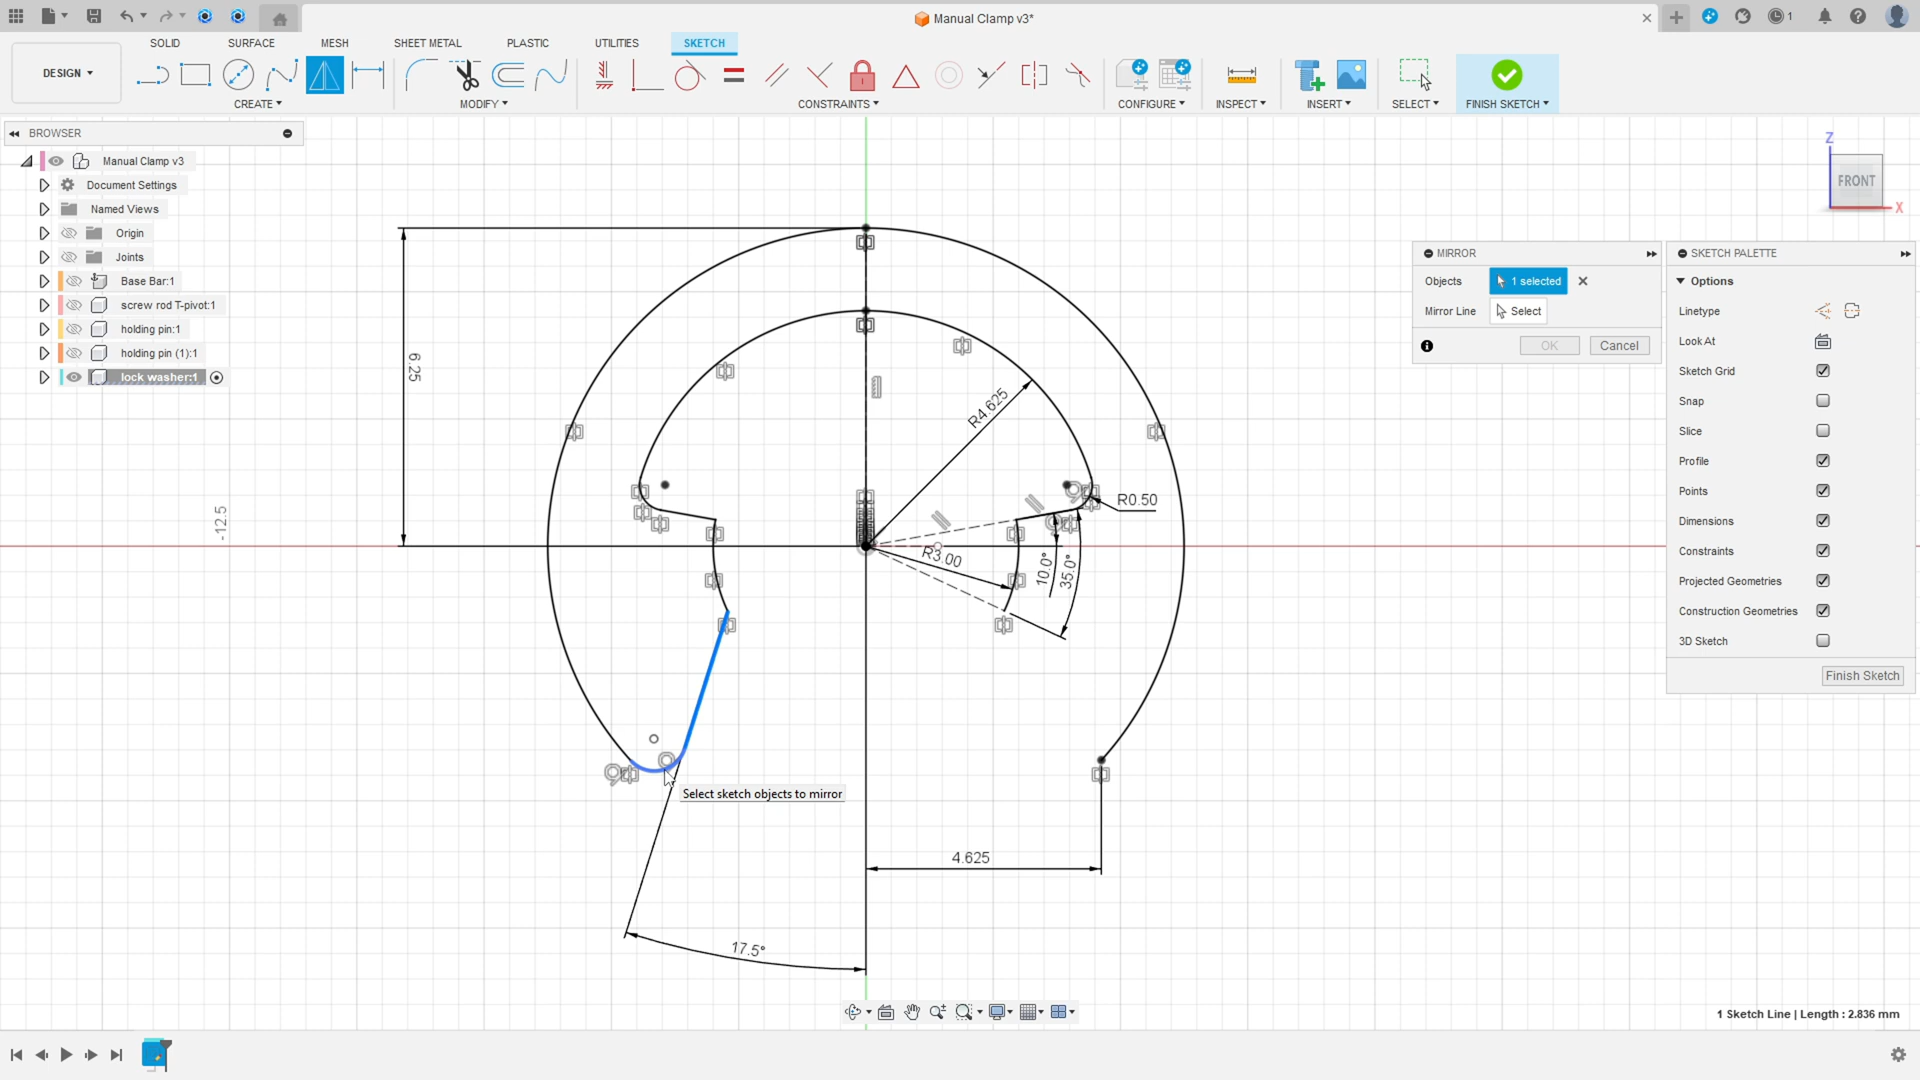 Manual Clamp v3*
1
SOLID
SURFACE
MESH
SHEET METAL
PLASTIC
UTILITIES
SKETCH
DESIGN
CREATE
MODIFY
CONSTRAINTS
CONFIGURE
INSPECT
INSERT
SELECT
FINISH SKETCH
BROWSER
Manual Clamp v3
Document Settings
Named Views
Origin
Joints
Base Bar:1
screw rod T-pivot:1
holding pin:1
holding pin (1):1
lock washer:1
Z
FRONT
X
MIRROR
Objects
1 selected
Mirror Line
Select
OK
Cancel
SKETCH PALETTE
Options
Linetype
Look At
Sketch Grid
Snap
Slice
Profile
Points
Dimensions
Constraints
Projected Geometries
Construction Geometries
3D Sketch
Finish Sketch
6.25
-12.5
R4.625
R0.50
R3.00
10.0°
35.0°
Select sketch objects to mirror
4.625
17.5°
1 Sketch Line | Length : 2.836 mm